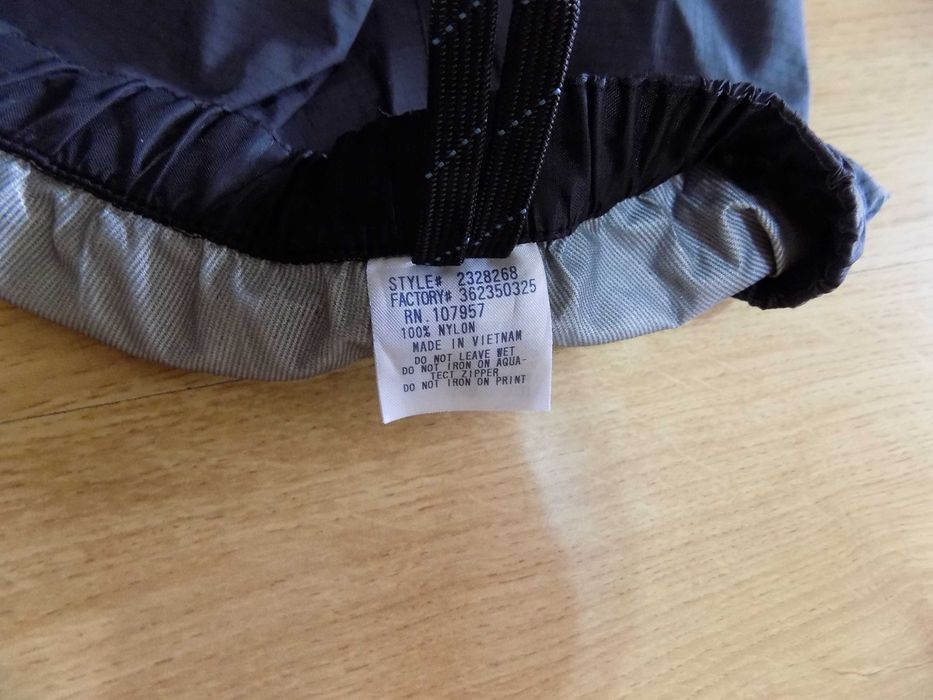 STYLE# 2328268
FACTORY# 362350325
RN.107957
100% NYLON
MADE IN VIETNAM
DO NOT LEAVE WET
DO NOT IRON ON AQUA-
TECT ZIPPER
DO NOT IRON ON PRINT